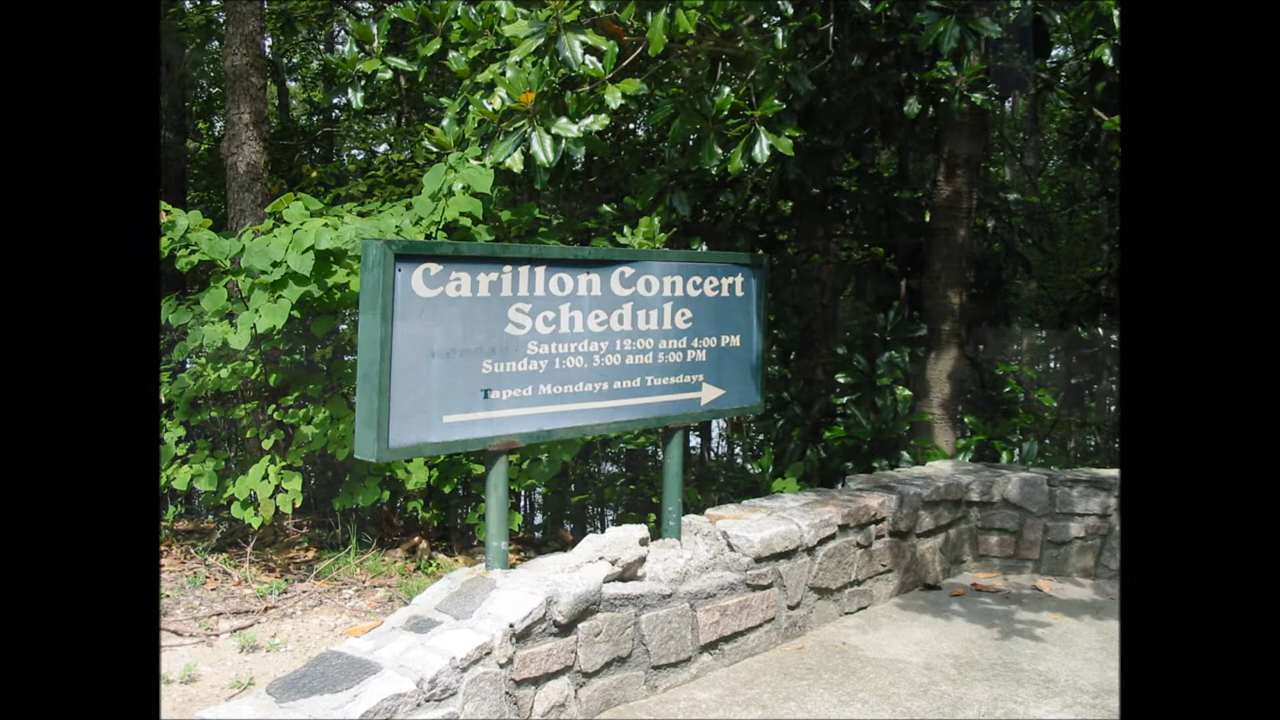 Carillon Concert
Schedule
Saturday 12:00 and 4:00 PM
Sunday 1:00, 3:00 and 5:00 PM
Taped Mondays and Tuesdays